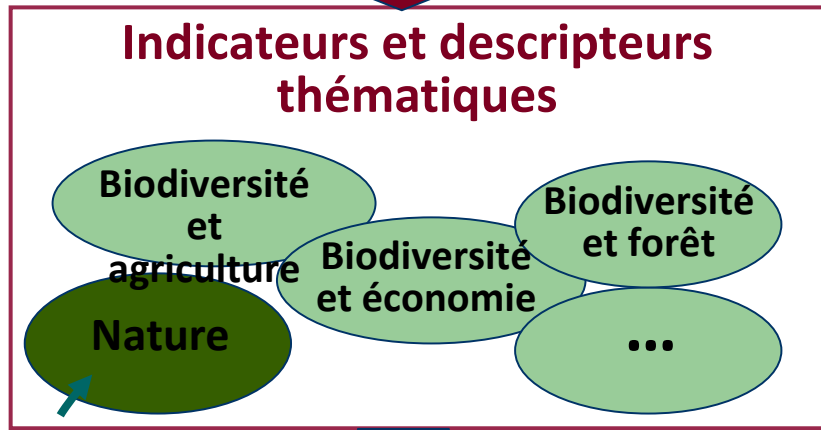 Indicateurs et descripteurs
thématiques
Biodiversité
et
agriculture
Biodiversité
et économie
Biodiversité
et forêt
Nature
...